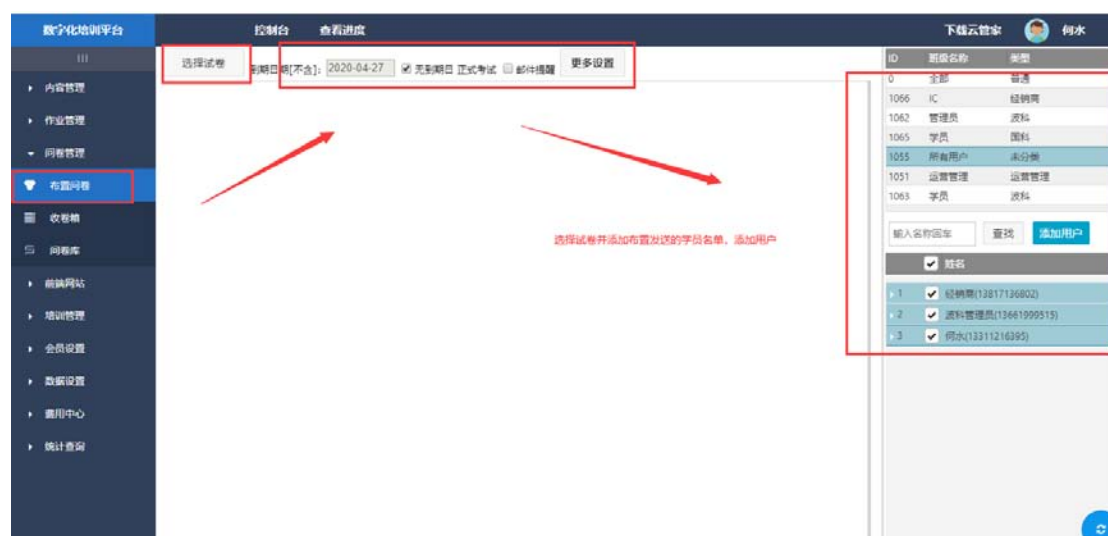 数字化培训平台 控制台 查看进度 下载云管家 何水
选择试卷 到期日期[不含]: 2020-04-27 无到期日 正式考试 邮件提醒 更多设置
内容管理
作业管理
问卷管理
布置问卷
收卷箱
问卷库
前端网站
培训管理
会员设置
数据设置
费用中心
统计查询
选择试卷并添加布置发送的学员名单，添加用户
ID 班级名称 类型
0 全部 普通
1066 IC 经销商
1062 管理员 波科
1065 学员 国科
1055 所有用户 未分类
1051 运营管理 运营管理
1063 学员 波科
输入名称回车 查找 添加用户
姓名
1 经销商(13817136802)
2 波科管理员(13661999515)
3 何水(13311216395)